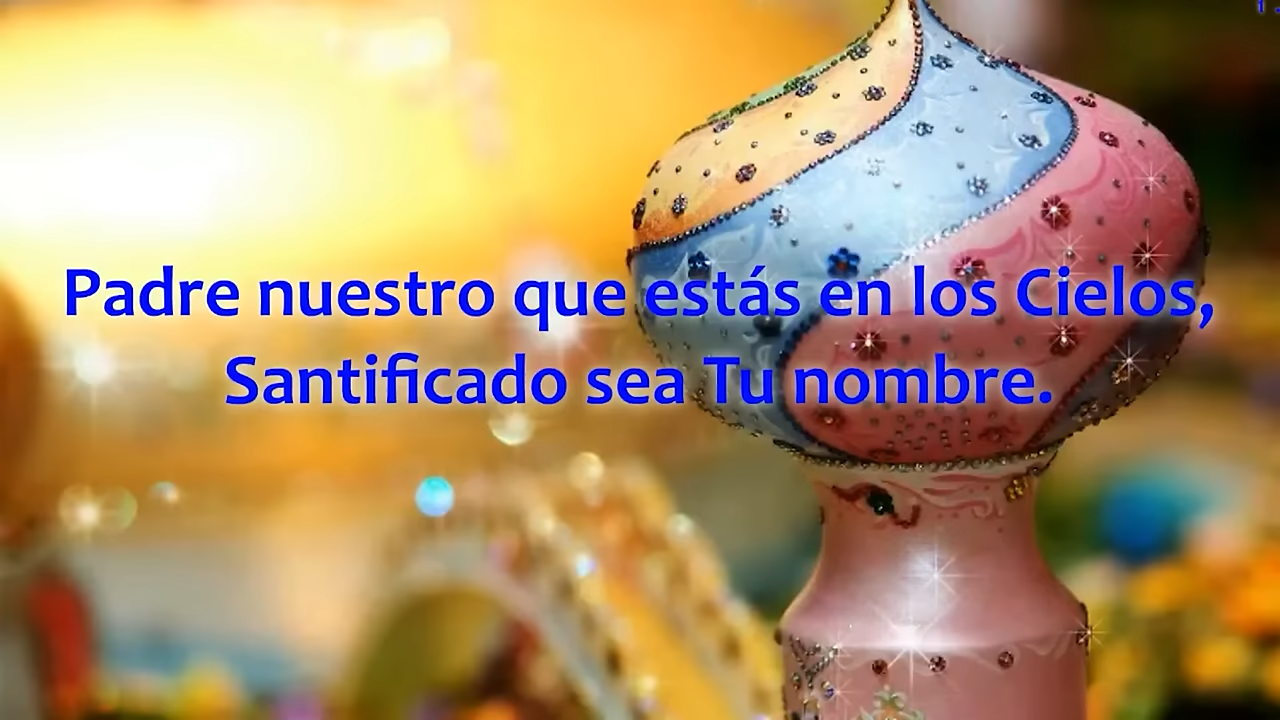 Padre nuestro que estás en los Cielos,
Santificado sea Tu nombre.